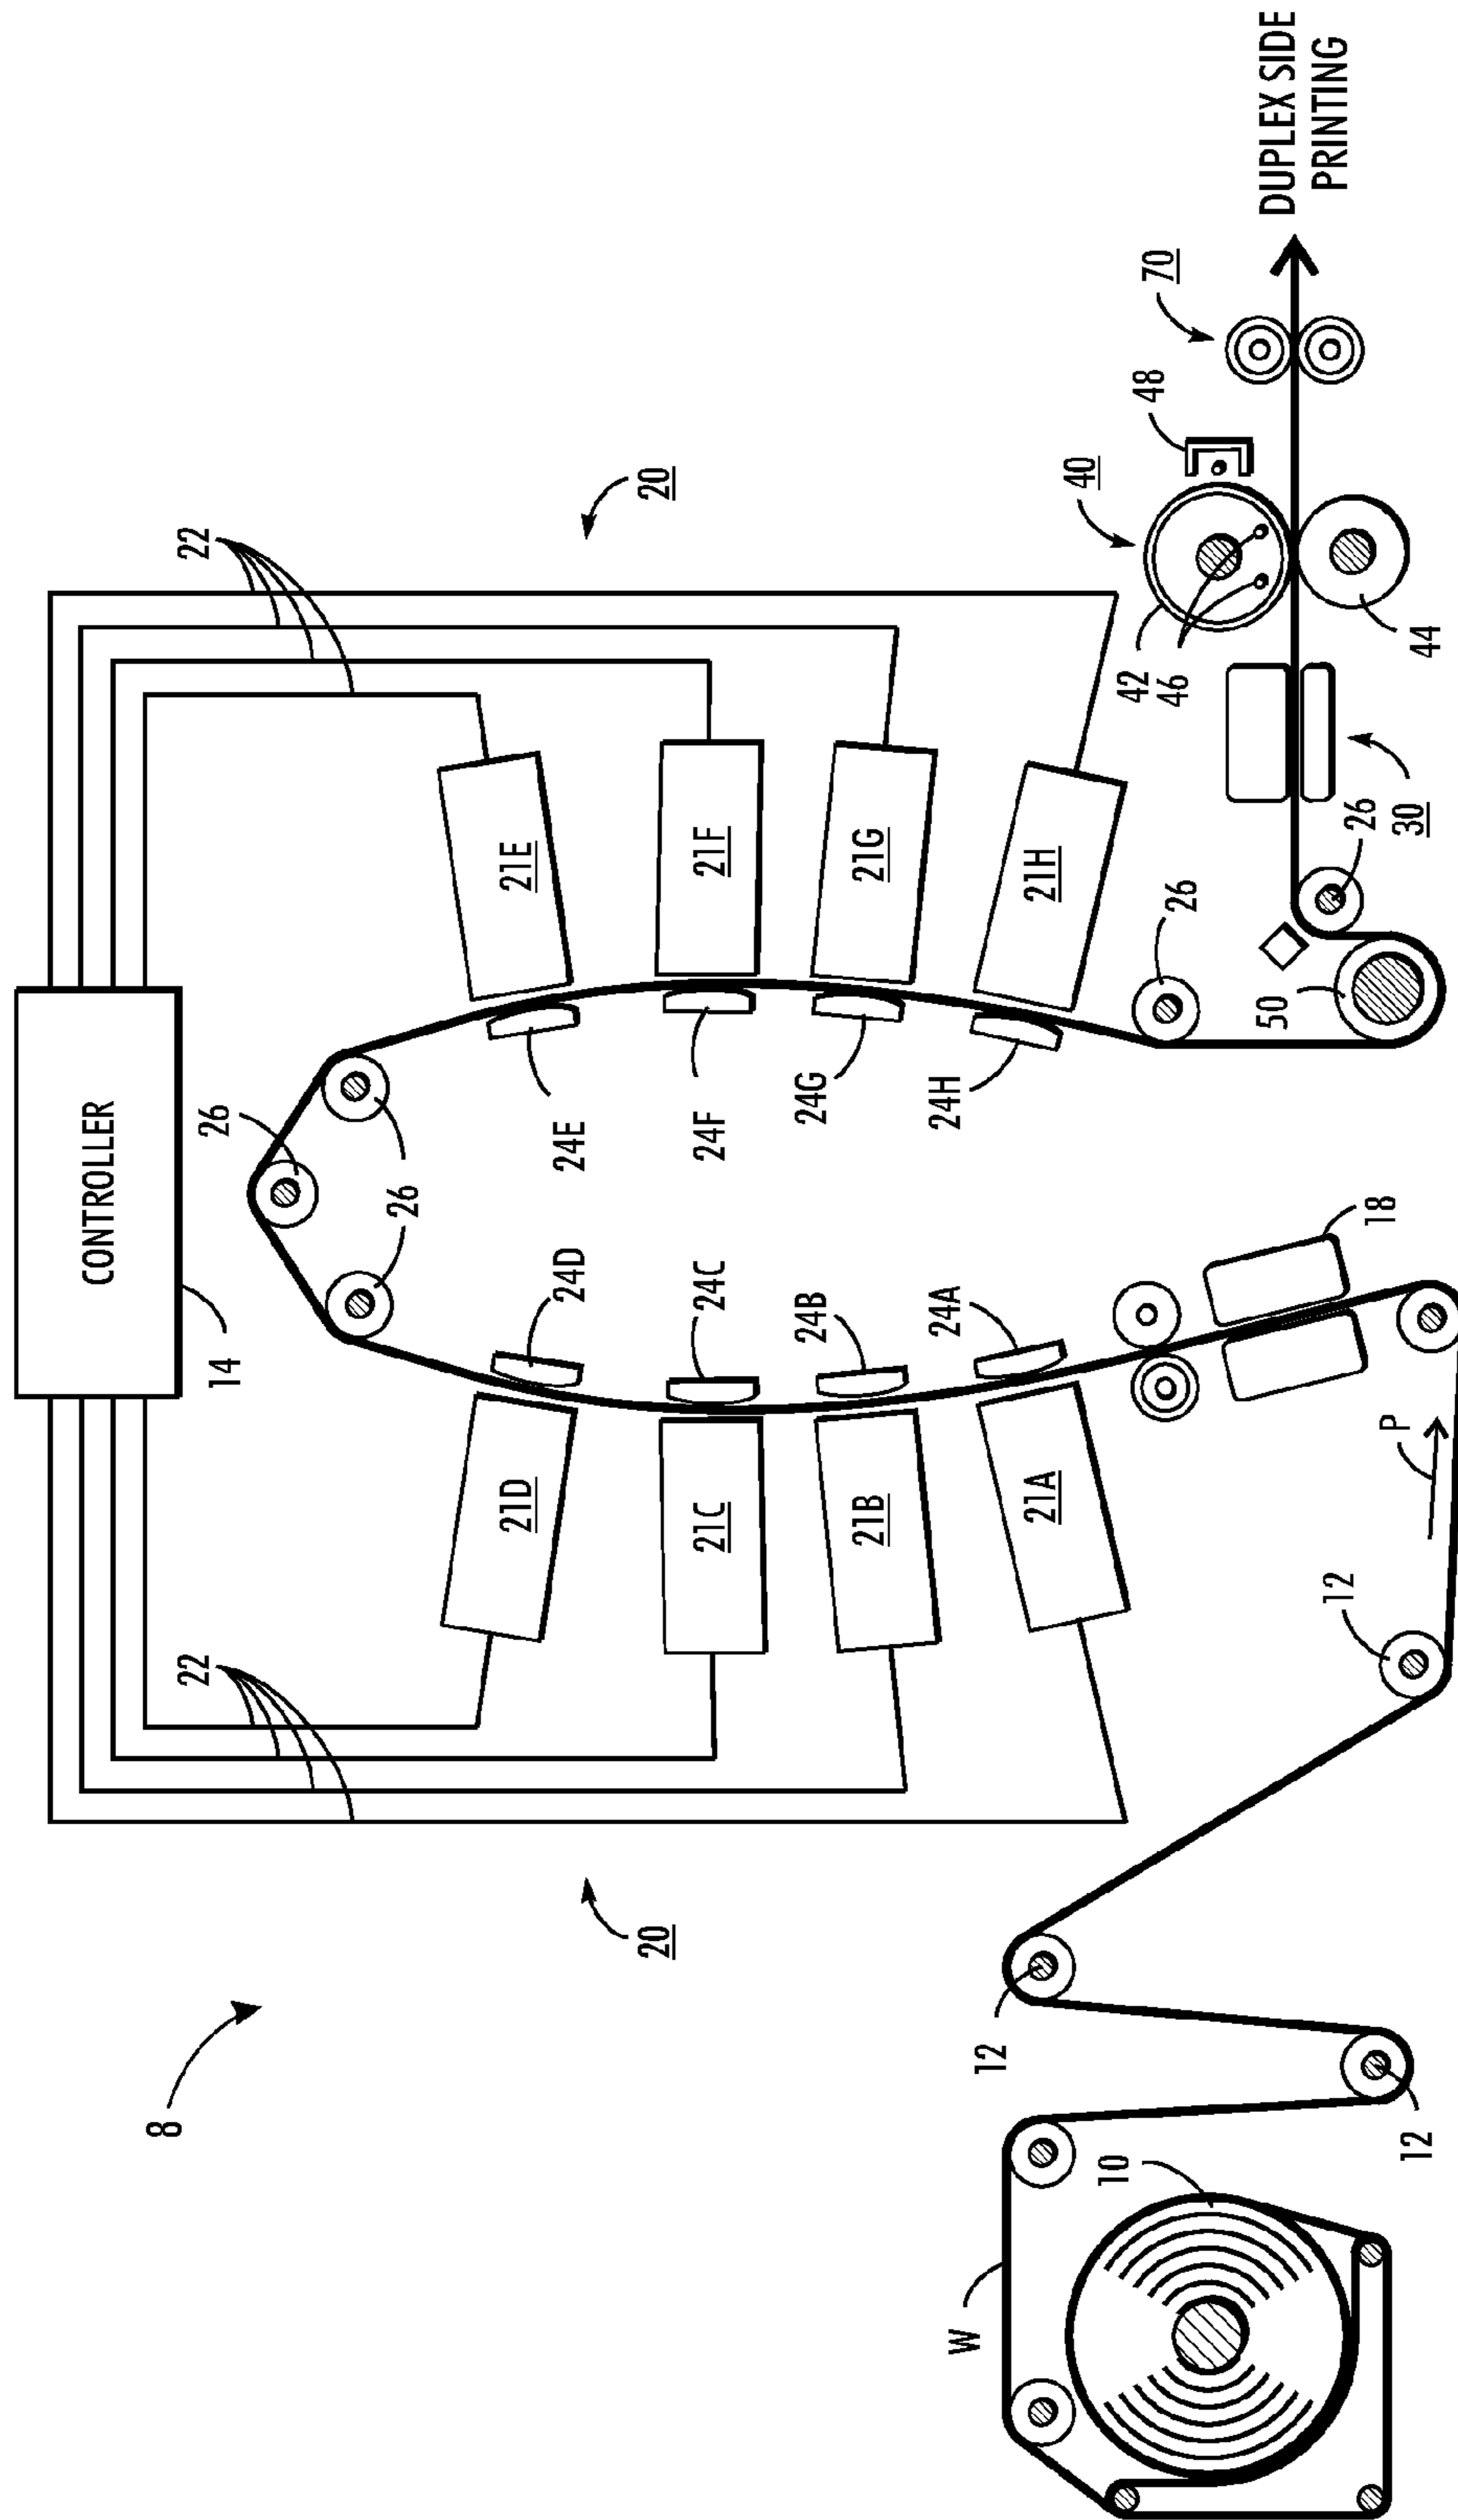 8
20
22
CONTROLLER
14
22
20
21D
21C
21B
21A
24D
24C
24B
24A
26
26
24E
24F
24G
24H
21E
21F
21G
21H
W
10
12
12
12
P
18
26
50
26
30
42
46
44
40
48
70
DUPLEX SIDE
PRINTING